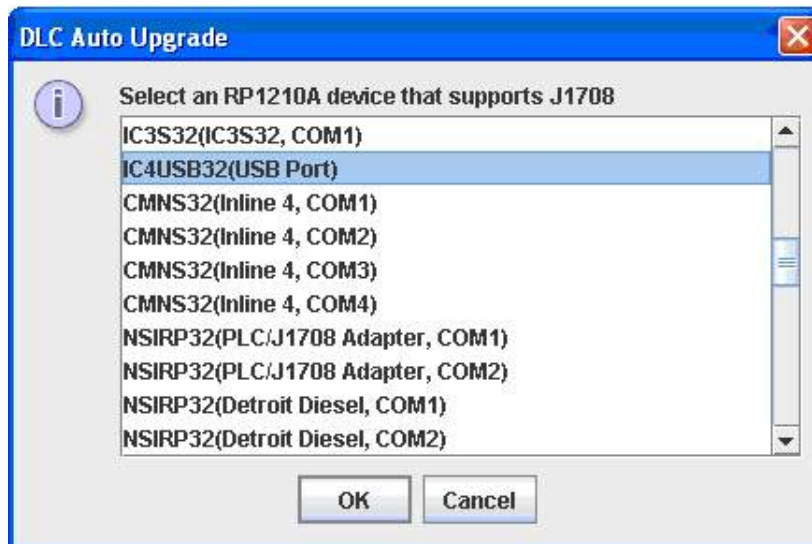 DLC Auto Upgrade
Select an RP1210A device that supports J1708
IC3S32(IC3S32, COM1)
IC4USB32(USB Port)
CMNS32(Inline 4, COM1)
CMNS32(Inline 4, COM2)
CMNS32(Inline 4, COM3)
CMNS32(Inline 4, COM4)
NSIRP32(PLC/J1708 Adapter, COM1)
NSIRP32(PLC/J1708 Adapter, COM2)
NSIRP32(Detroit Diesel, COM1)
NSIRP32(Detroit Diesel, COM2)
OK Cancel